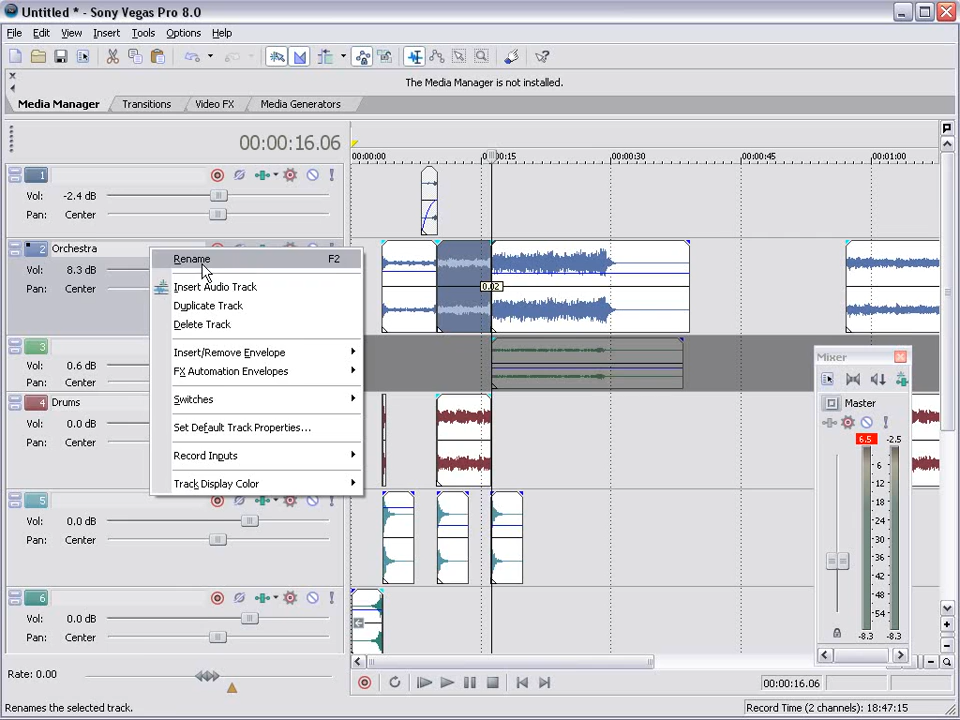 Untitled * - Sony Vegas Pro 8.0
File Edit View Insert Tools Options Help
The Media Manager is not installed.
Media Manager Transitions Video FX Media Generators
00:00:16.06
00:00:00 00:00:15 00:00:30 00:00:45 00:01:00
1
Vol: -2.4 dB
Pan: Center
2 Orchestra
Vol: 8.3 dB
Pan: Center
0.02
Rename F2
Insert Audio Track
Duplicate Track
Delete Track
Insert/Remove Envelope
FX Automation Envelopes
Switches
Set Default Track Properties...
Record Inputs
Track Display Color
3
Vol: 0.6 dB
Pan: Center
4 Drums
Vol: 0.0 dB
Pan: Center
5
Vol: 0.0 dB
Pan: Center
6
Vol: 0.0 dB
Pan: Center
Mixer
Master
6.5 -2.5
6
12
18
24
30
36
42
48
54
-8.3 -8.3
Rate: 0.00
00:00:16.06
Renames the selected track.
Record Time (2 channels): 18:47:15